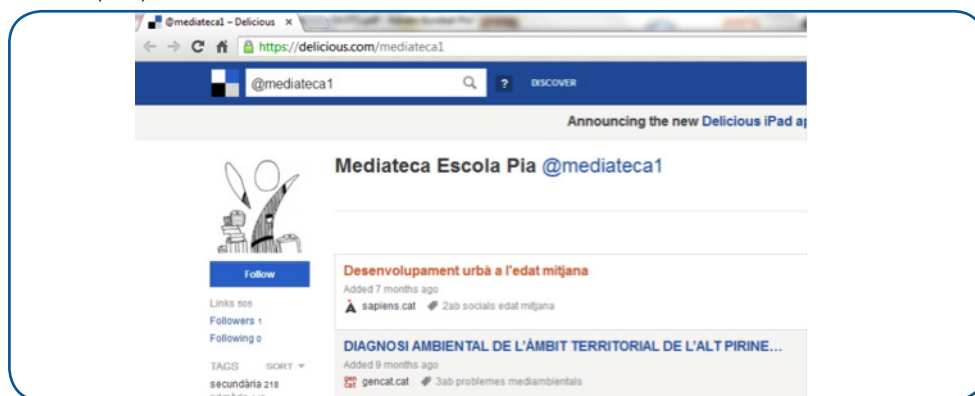 @mediateca1 – Delicious
https://delicious.com/mediateca1
@mediateca1
?
DISCOVER
Announcing the new Delicious iPad ap
Mediateca Escola Pia @mediateca1
Follow
Links 505
Followers 1
Following 0
TAGS SORT
secundària 218
Desenvolupament urbà a l'edat mitjana
Added 7 months ago
sapiens.cat 2ab socials edat mitjana
DIAGNOSI AMBIENTAL DE L'ÀMBIT TERRITORIAL DE L'ALT PIRINE...
Added 9 months ago
gencat.cat 3ab problemes mediambientals